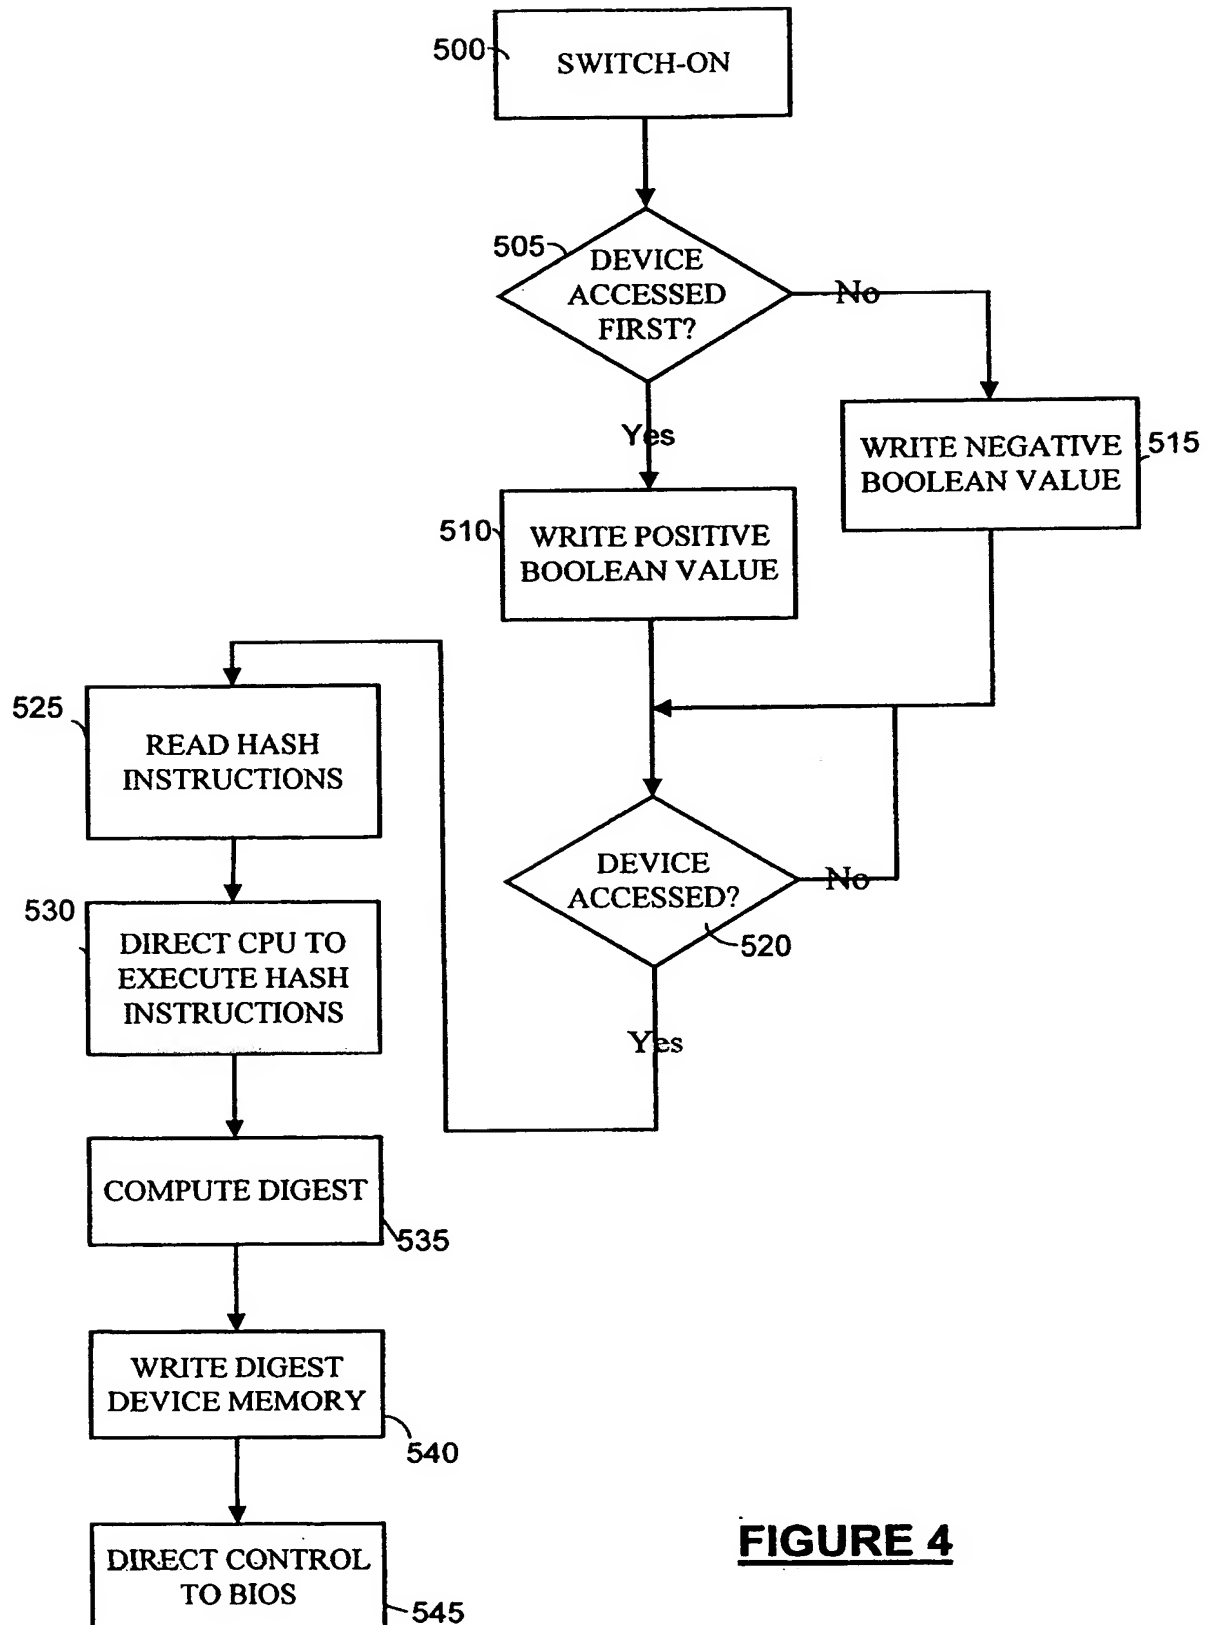 500
SWITCH-ON
505
DEVICE
ACCESSED
FIRST?
No
Yes
WRITE NEGATIVE
BOOLEAN VALUE
515
510
WRITE POSITIVE
BOOLEAN VALUE
525
READ HASH
INSTRUCTIONS
DEVICE
ACCESSED?
No
520
530
DIRECT CPU TO
EXECUTE HASH
INSTRUCTIONS
Yes
COMPUTE DIGEST
535
WRITE DIGEST
DEVICE MEMORY
540
DIRECT CONTROL
TO BIOS
545
FIGURE 4